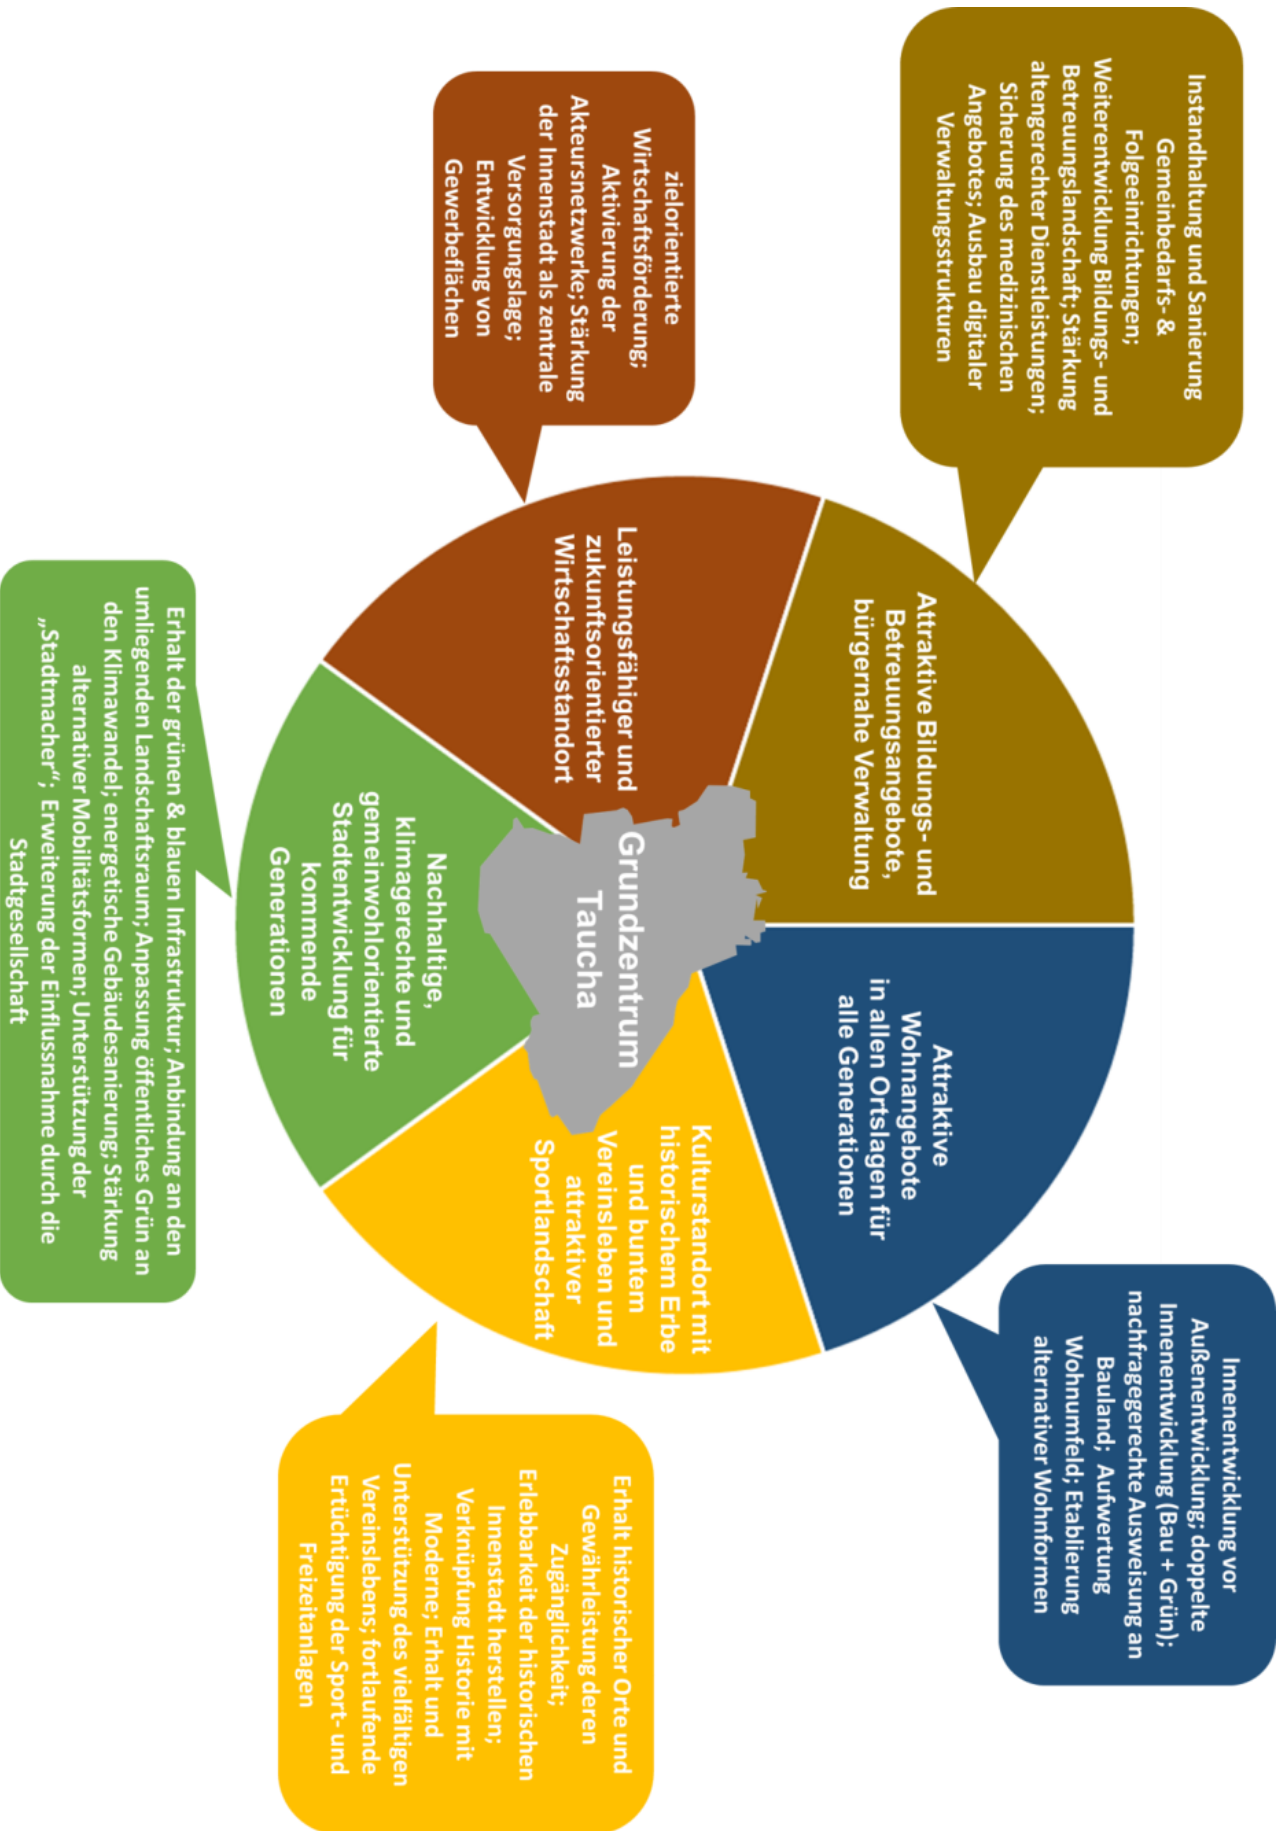 Instandhaltung und Sanierung
Gemeinbedarfs- &
Folgeeinrichtungen;
Weiterentwicklung Bildungs- und
Betreuungslandschaft; Stärkung
altengerechter Dienstleistungen;
Sicherung des medizinischen
Angebotes; Ausbau digitaler
Verwaltungsstrukturen
Innenentwicklung vor
Außenentwicklung; doppelte
Innenentwicklung (Bau + Grün);
nachfragegerechte Ausweisung an
Bauland; Aufwertung
Wohnumfeld; Etablierung
alternativer Wohnformen
Attraktive Bildungs- und
Betreuungsangebote,
bürgernahe Verwaltung
Attraktive
Wohnangebote
in allen Ortslagen für
alle Generationen
zielorientierte
Wirtschaftsförderung;
Aktivierung der
Akteursnetzwerke; Stärkung
der Innenstadt als zentrale
Versorgungslage;
Entwicklung von
Gewerbeflächen
Leistungsfähiger und
zukunftsorientierter
Wirtschaftsstandort
Grundzentrum
Taucha
Kulturstandort mit
historischem Erbe
und buntem
Vereinsleben und
attraktiver
Sportlandschaft
Erhalt historischer Orte und
Gewährleistung deren
Zugänglichkeit;
Erlebbarkeit der historischen
Innenstadt herstellen;
Verknüpfung Historie mit
Moderne; Erhalt und
Unterstützung des vielfältigen
Vereinslebens; fortlaufende
Ertüchtigung der Sport- und
Freizeitanlagen
Nachhaltige,
klimagerechte und
gemeinwohlorientierte
Stadtentwicklung für
kommende
Generationen
Erhalt der grünen & blauen Infrastruktur; Anbindung an den
umliegenden Landschaftsraum; Anpassung öffentliches Grün an
den Klimawandel; energetische Gebäudesanierung; Stärkung
alternativer Mobilitätsformen; Unterstützung der
„Stadtmacher“; Erweiterung der Einflussnahme durch die
Stadtgesellschaft